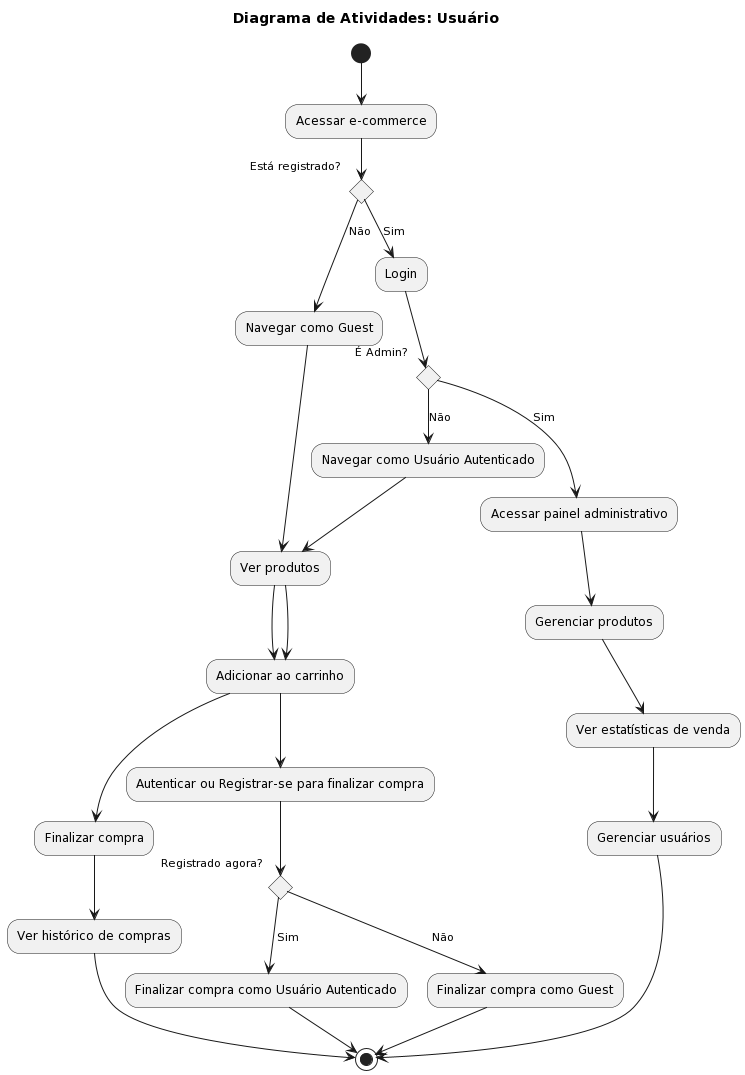 Diagrama de Atividades: Usuário
Acessar e-commerce
Está registrado?
Não
Sim
Login
Navegar como Guest
É Admin?
Não
Sim
Navegar como Usuário Autenticado
Acessar painel administrativo
Ver produtos
Gerenciar produtos
Adicionar ao carrinho
Ver estatísticas de venda
Autenticar ou Registrar-se para finalizar compra
Finalizar compra
Gerenciar usuários
Registrado agora?
Ver histórico de compras
Sim
Não
Finalizar compra como Usuário Autenticado
Finalizar compra como Guest